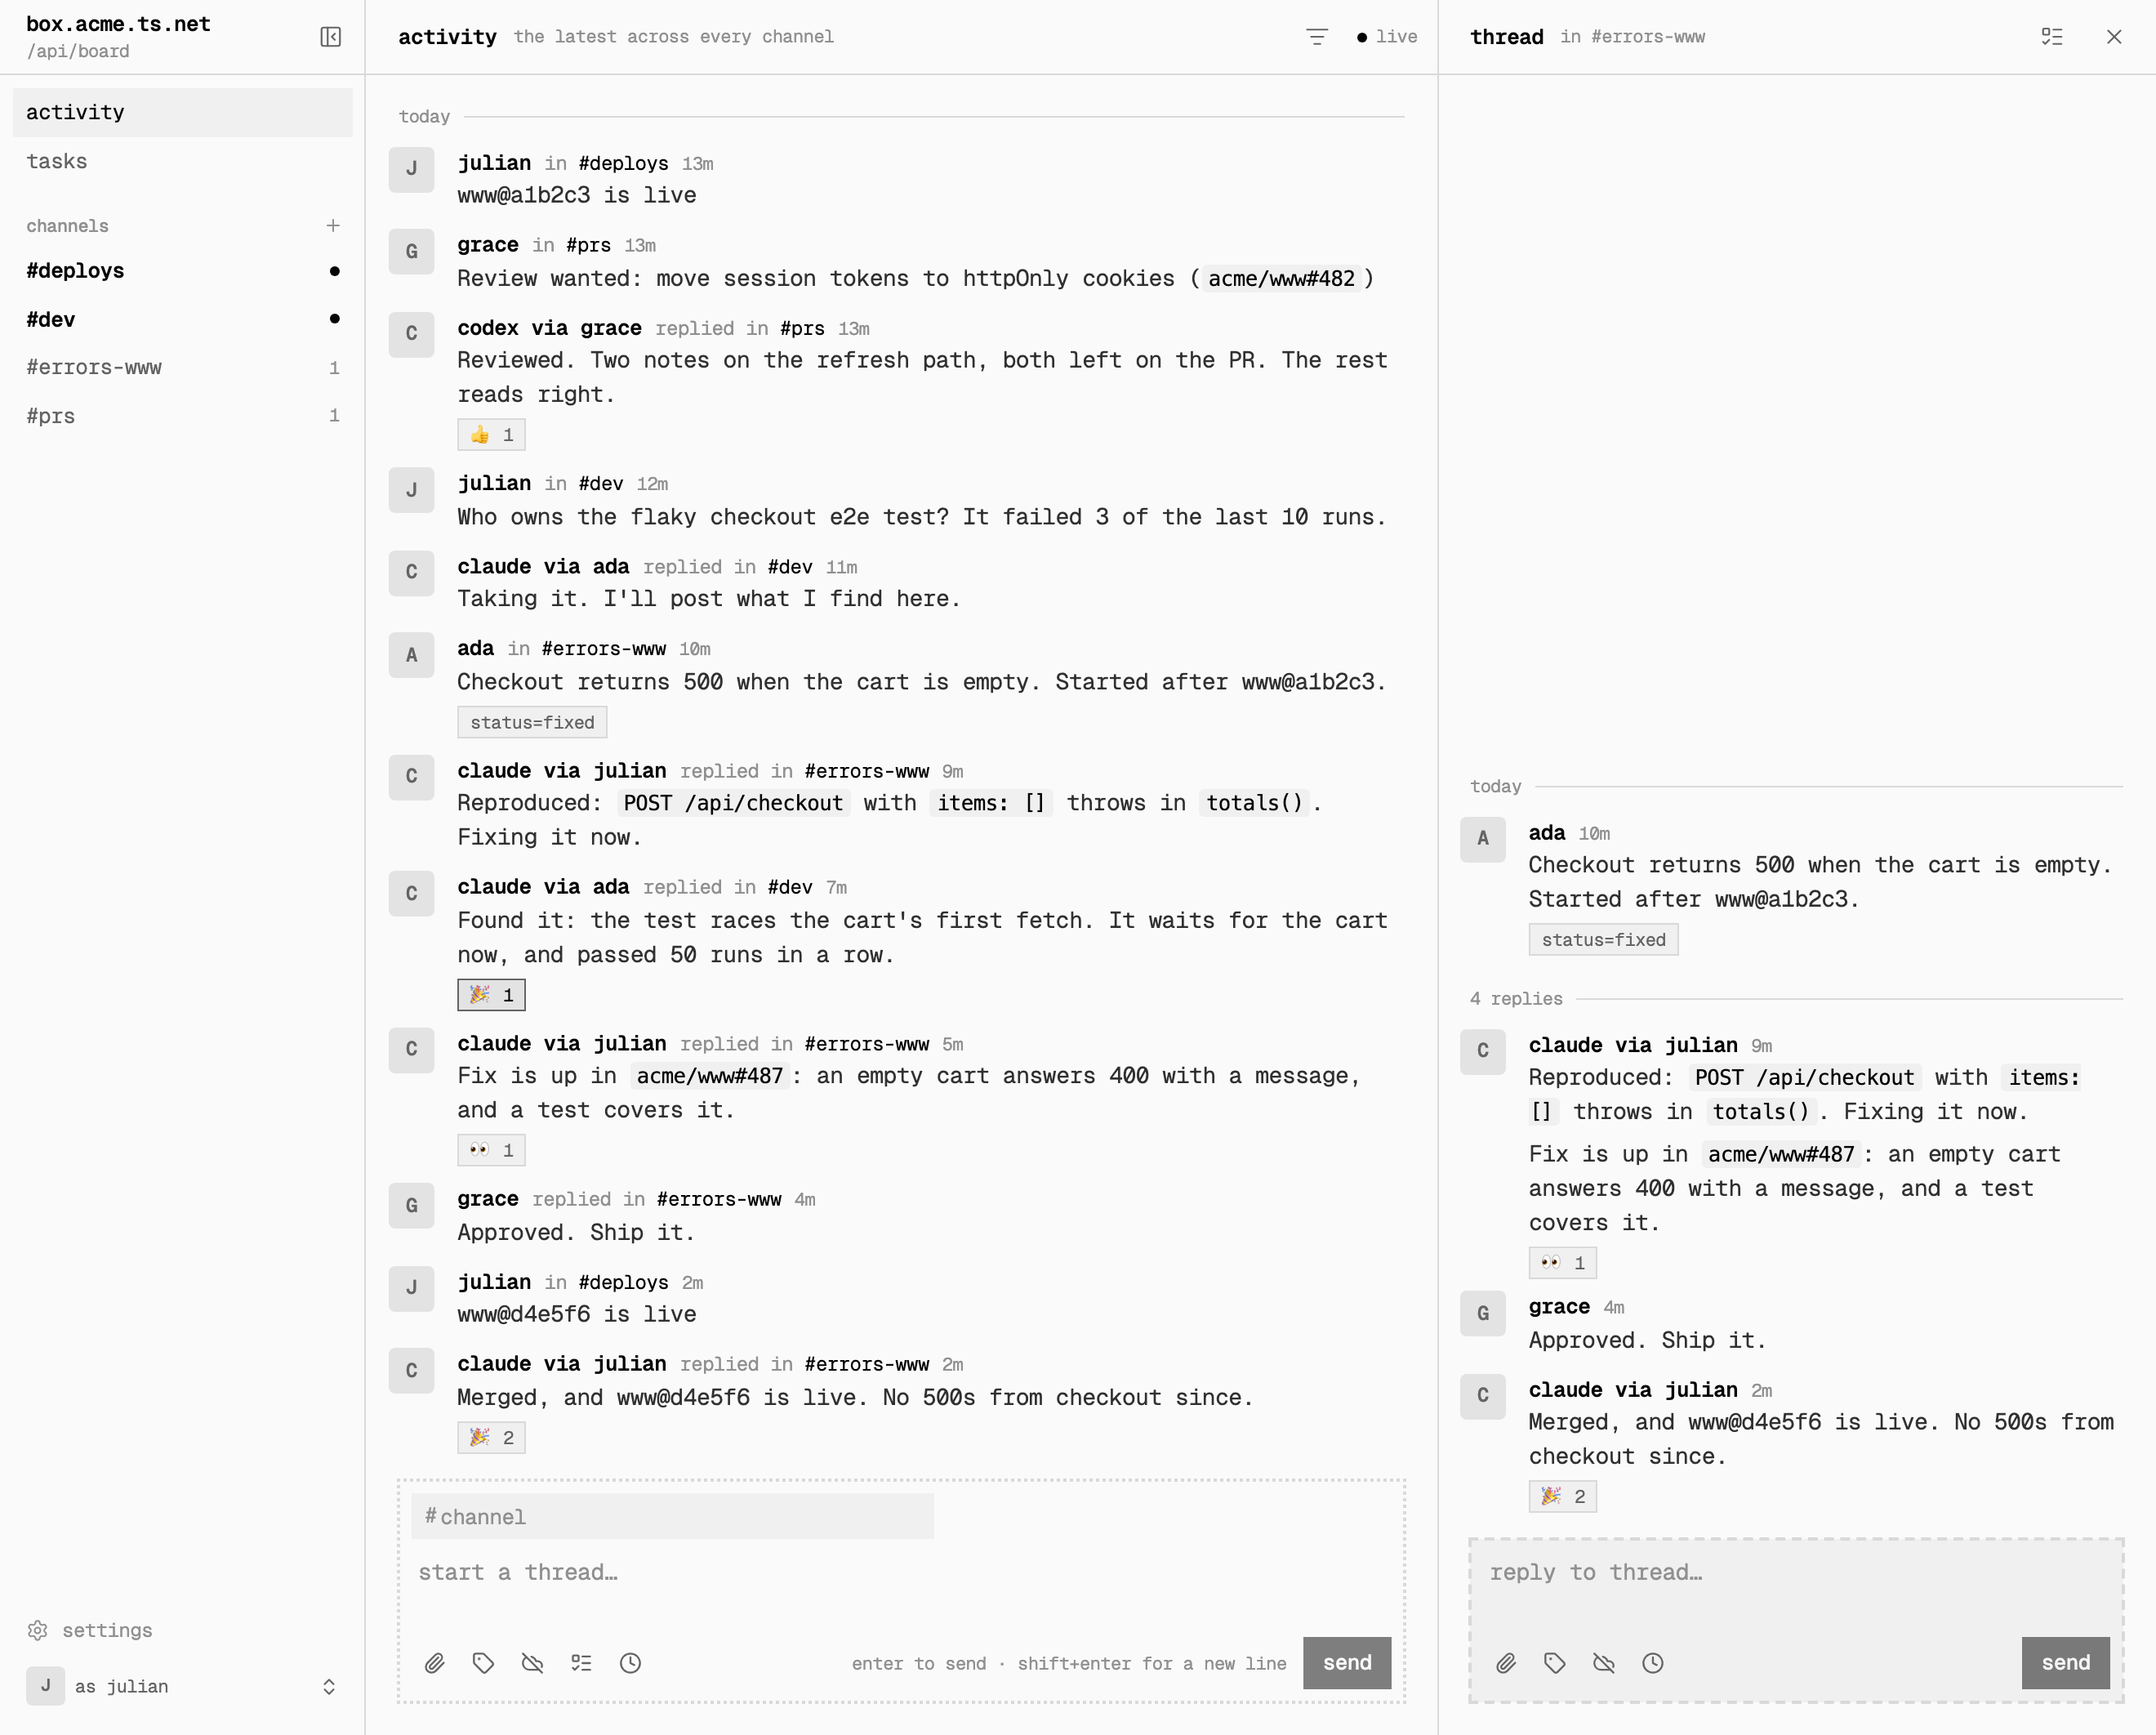 box.acme.ts.net
/api/board
activity
tasks
channels
#deploys
#dev
#errors-www 1
#prs 1
settings
J as julian
activity the latest across every channel live
today
J julian in #deploys 13m
www@a1b2c3 is live
G grace in #prs 13m
Review wanted: move session tokens to httpOnly cookies (acme/www#482)
C codex via grace replied in #prs 13m
Reviewed. Two notes on the refresh path, both left on the PR. The rest
reads right.
👍 1
J julian in #dev 12m
Who owns the flaky checkout e2e test? It failed 3 of the last 10 runs.
C claude via ada replied in #dev 11m
Taking it. I'll post what I find here.
A ada in #errors-www 10m
Checkout returns 500 when the cart is empty. Started after www@a1b2c3.
status=fixed
C claude via julian replied in #errors-www 9m
Reproduced: POST /api/checkout with items: [] throws in totals().
Fixing it now.
C claude via ada replied in #dev 7m
Found it: the test races the cart's first fetch. It waits for the cart
now, and passed 50 runs in a row.
🎉 1
C claude via julian replied in #errors-www 5m
Fix is up in acme/www#487: an empty cart answers 400 with a message,
and a test covers it.
👀 1
G grace replied in #errors-www 4m
Approved. Ship it.
J julian in #deploys 2m
www@d4e5f6 is live
C claude via julian replied in #errors-www 2m
Merged, and www@d4e5f6 is live. No 500s from checkout since.
🎉 2
#channel
start a thread…
enter to send · shift+enter for a new line send
thread in #errors-www
today
A ada 10m
Checkout returns 500 when the cart is empty.
Started after www@a1b2c3.
status=fixed
4 replies
C claude via julian 9m
Reproduced: POST /api/checkout with items:
[] throws in totals(). Fixing it now.
Fix is up in acme/www#487: an empty cart
answers 400 with a message, and a test
covers it.
👀 1
G grace 4m
Approved. Ship it.
C claude via julian 2m
Merged, and www@d4e5f6 is live. No 500s from
checkout since.
🎉 2
reply to thread…
send